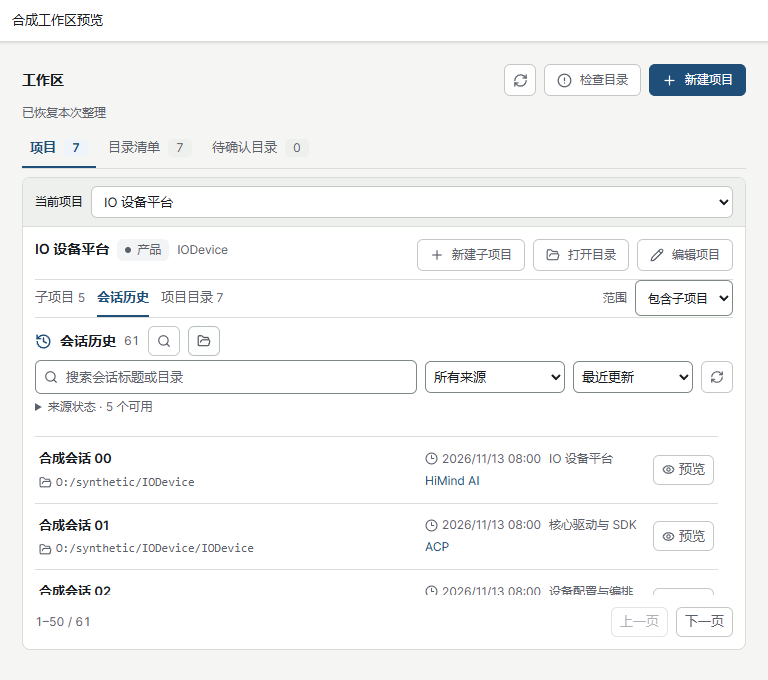 合成工作区预览
工作区
检查目录
新建项目
已恢复本次整理
项目 7
目录清单 7
待确认目录 0
当前项目
IO 设备平台
IO 设备平台
产品
IODevice
新建子项目
打开目录
编辑项目
子项目 5
会话历史
项目目录 7
范围
包含子项目
会话历史 61
搜索会话标题或目录
所有来源
最近更新
来源状态 · 5 个可用
合成会话 00
2026/11/13 08:00 IO 设备平台
O:/synthetic/IODevice
HiMind AI
预览
合成会话 01
2026/11/13 08:00 核心驱动与 SDK
O:/synthetic/IODevice/IODevice
ACP
预览
合成会话 02
2026/11/13 08:00 设备配置与编排
1–50 / 61
上一页
下一页